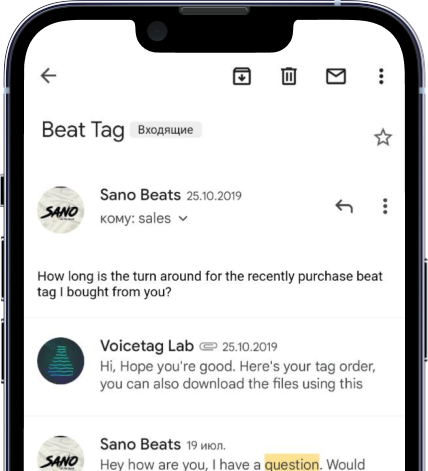 Beat Tag Входящие
Sano Beats 25.10.2019
кому: sales
SANO
How long is the turn around for the recently purchase beat
tag I bought from you?
Voicetag Lab 25.10.2019
Hi, Hope you're good. Here's your tag order,
you can also download the files using this
Sano Beats 19 июл.
SANO
Hey how are you, I have a question. Would